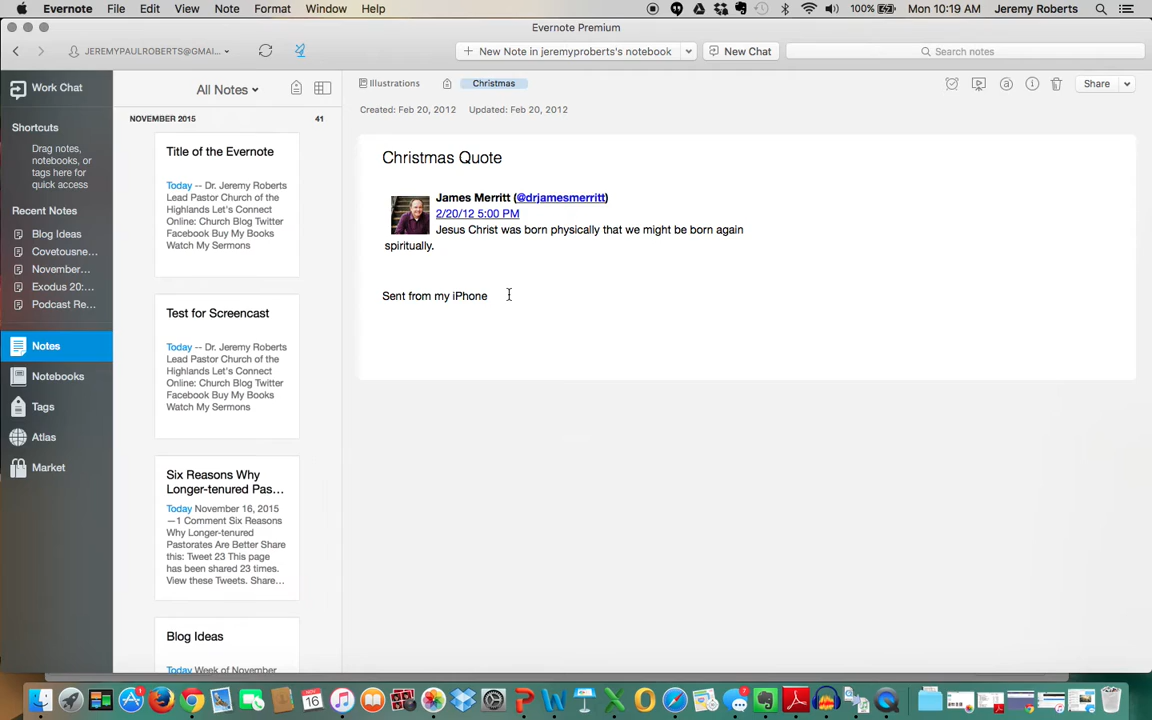 Evernote File Edit View Note Format Window Help 100% Mon 10:19 AM Jeremy Roberts
Evernote Premium
JEREMYPAULROBERTS@GMAI... New Note in jeremyproberts's notebook New Chat Search notes
Work Chat
Shortcuts
Drag notes,
notebooks, or
tags here for
quick access
Recent Notes
Blog Ideas
Covetousne...
November...
Exodus 20:...
Podcast Re...
Notes
Notebooks
Tags
Atlas
Market
All Notes
NOVEMBER 2015 41
Title of the Evernote
Today -- Dr. Jeremy Roberts
Lead Pastor Church of the
Highlands Let's Connect
Online: Church Blog Twitter
Facebook Buy My Books
Watch My Sermons
Test for Screencast
Today -- Dr. Jeremy Roberts
Lead Pastor Church of the
Highlands Let's Connect
Online: Church Blog Twitter
Facebook Buy My Books
Watch My Sermons
Six Reasons Why
Longer-tenured Pas...
Today November 16, 2015
—1 Comment Six Reasons
Why Longer-tenured
Pastorates Are Better Share
this: Tweet 23 This page
has been shared 23 times.
View these Tweets. Share...
Blog Ideas
Today Week of November
Illustrations Christmas Share
Created: Feb 20, 2012 Updated: Feb 20, 2012
Christmas Quote
James Merritt (@drjamesmerritt)
2/20/12 5:00 PM
Jesus Christ was born physically that we might be born again
spiritually.
Sent from my iPhone
NOV
16